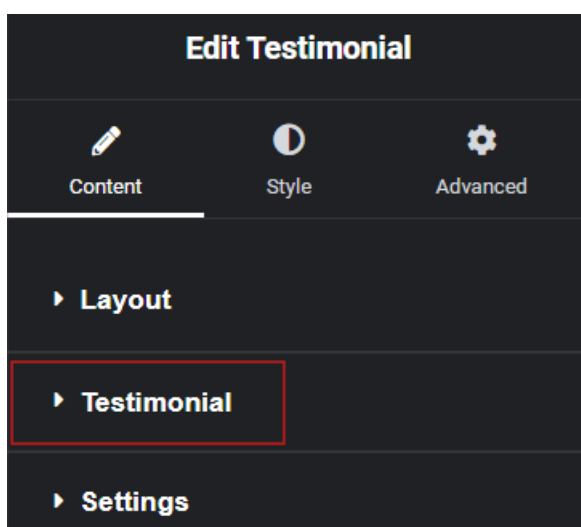 Edit Testimonial
Content Style Advanced
Layout
Testimonial
Settings